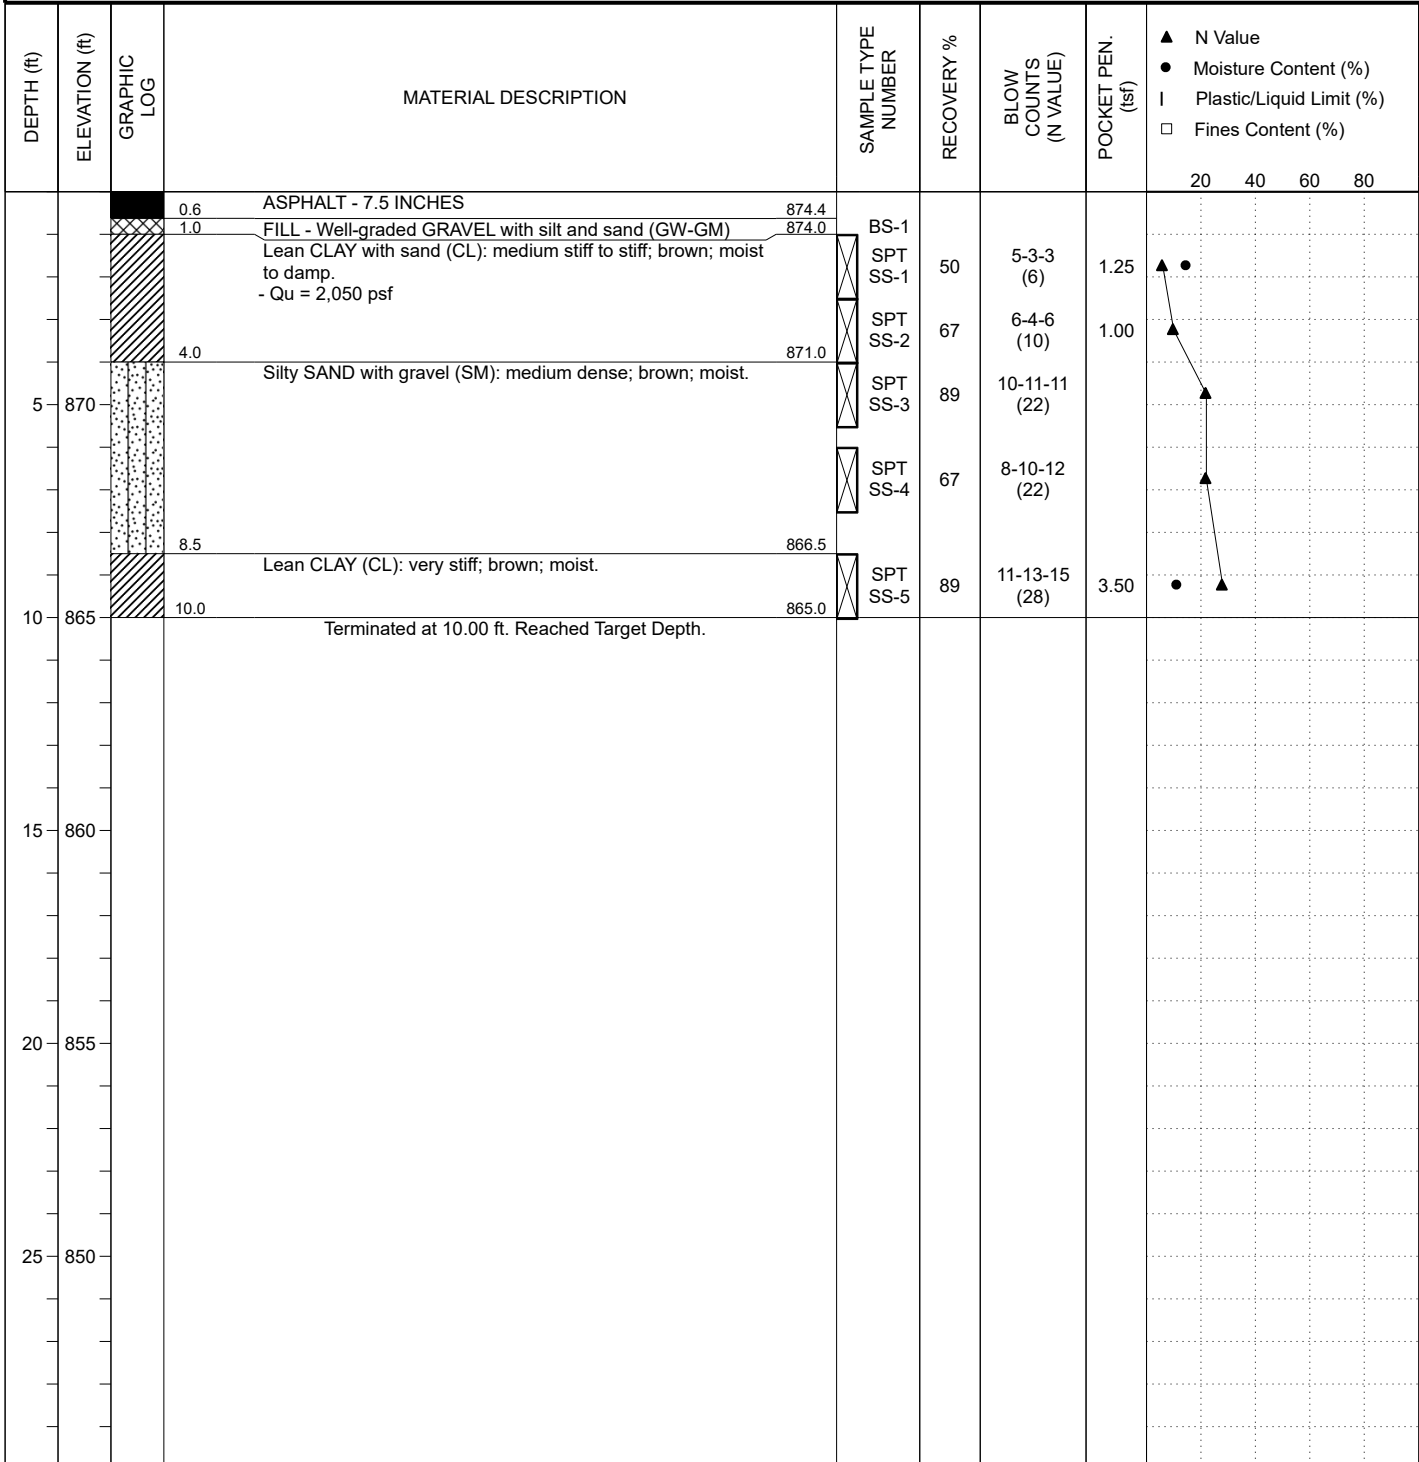 DEPTH (ft)
ELEVATION (ft)
GRAPHIC
LOG
MATERIAL DESCRIPTION
SAMPLE TYPE
NUMBER
RECOVERY %
BLOW
COUNTS
(N VALUE)
POCKET PEN.
(tsf)
▲ N Value
● Moisture Content (%)
| Plastic/Liquid Limit (%)
□ Fines Content (%)
20 40 60 80
0.6 ASPHALT - 7.5 INCHES 874.4
1.0 FILL - Well-graded GRAVEL with silt and sand (GW-GM) 874.0
BS-1
Lean CLAY with sand (CL): medium stiff to stiff; brown; moist
to damp.
- Qu = 2,050 psf
SPT
SS-1
50
5-3-3
(6)
1.25
SPT
SS-2
67
6-4-6
(10)
1.00
4.0 871.0
Silty SAND with gravel (SM): medium dense; brown; moist.
5 870
SPT
SS-3
89
10-11-11
(22)
SPT
SS-4
67
8-10-12
(22)
8.5 866.5
Lean CLAY (CL): very stiff; brown; moist.
SPT
SS-5
89
11-13-15
(28)
3.50
10 865 10.0 865.0
Terminated at 10.00 ft. Reached Target Depth.
15 860
20 855
25 850